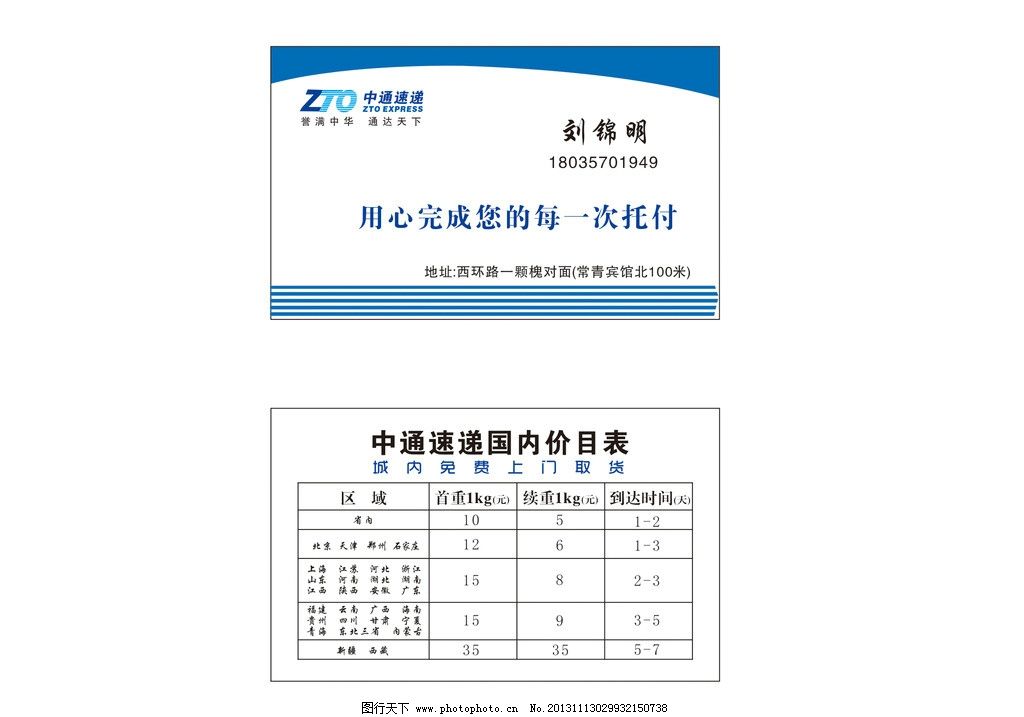 ZTO 中通速递
ZTO EXPRESS
誉满中华 通达天下
刘锦明
18035701949
用心完成您的每一次托付
地址:西环路一颗槐对面(常青宾馆北100米)
中通速递国内价目表
城内免费上门取货
区 域 首重1kg(元) 续重1kg(元) 到达时间(天)
省内 10 5 1-2
北京 天津 郑州 石家庄 12 6 1-3
上海 江苏 河北 浙江
山东 河南 湖北 湖南 15 8 2-3
江西 陕西 安徽 广东
福建 云南 广西 海南
贵州 四川 甘肃 宁夏 15 9 3-5
青海 东北三省 内蒙古
新疆 西藏 35 35 5-7
图行天下 www.photophoto.cn No.20131113029932150738